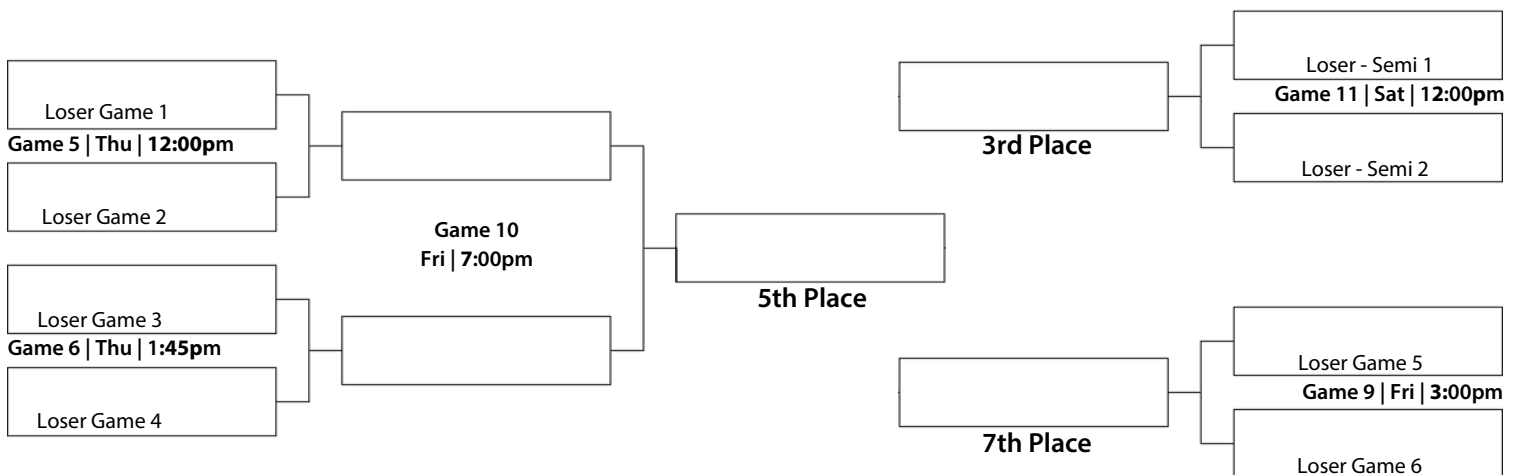 Loser Game 1
Game 5 | Thu | 12:00pm
Loser Game 2
Loser Game 3
Game 6 | Thu | 1:45pm
Loser Game 4
Game 10
Fri | 7:00pm
5th Place
Loser - Semi 1
Game 11 | Sat | 12:00pm
Loser - Semi 2
3rd Place
Loser Game 5
Game 9 | Fri | 3:00pm
Loser Game 6
7th Place